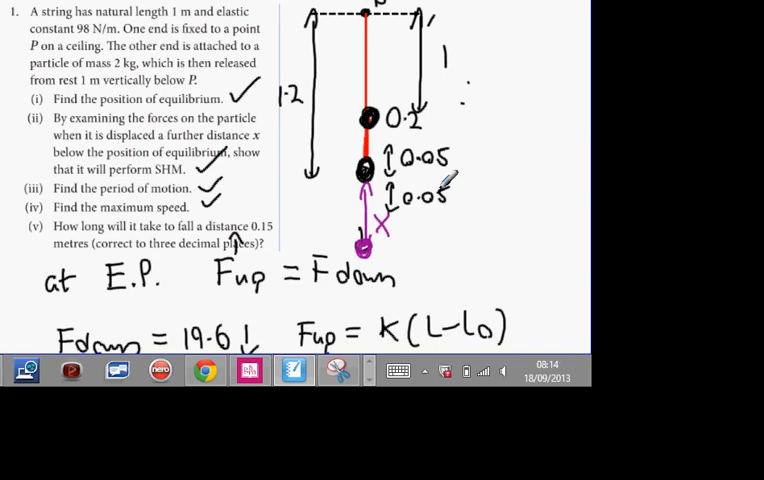 1. A string has natural length 1 m and elastic
constant 98 N/m. One end is fixed to a point
P on a ceiling. The other end is attached to a
particle of mass 2 kg, which is then released
from rest 1 m vertically below P.
(i) Find the position of equilibrium.
(ii) By examining the forces on the particle
when it is displaced a further distance x
below the position of equilibrium, show
that it will perform SHM.
(iii) Find the period of motion.
(iv) Find the maximum speed.
(v) How long will it take to fall a distance 0.15
metres (correct to three decimal places)?
1
1.2
0.2
0.05
0.05
X
at E.P. Fup = Fdown
Fdown = 19.6↓ Fup = K(L-lo)
nero
08:14
18/09/2013